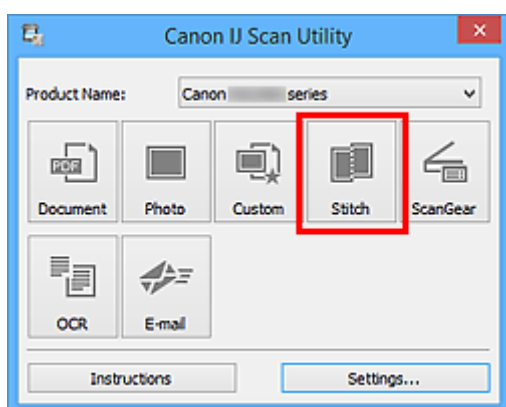 Canon IJ Scan Utility
Product Name: Canon series
PDF
Document Photo Custom Stitch ScanGear
OCR E-mail
Instructions Settings...